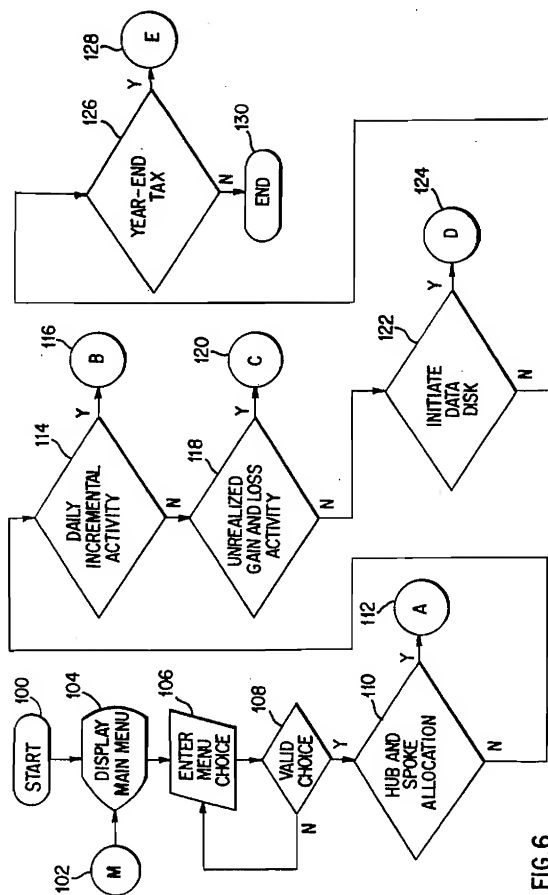 100
START
104
DISPLAY
MAIN MENU
102
M
106
ENTER
MENU
CHOICE
108
VALID
CHOICE
N
Y
110
HUB AND
SPOKE
ALLOCATION
Y
112
A
N
114
DAILY
INCREMENTAL
ACTIVITY
Y
116
B
N
118
UNREALIZED
GAIN AND LOSS
ACTIVITY
Y
120
C
N
122
INITIATE
DATA
DISK
Y
124
D
N
126
YEAR-END
TAX
Y
128
E
N
130
END
FIG. 6